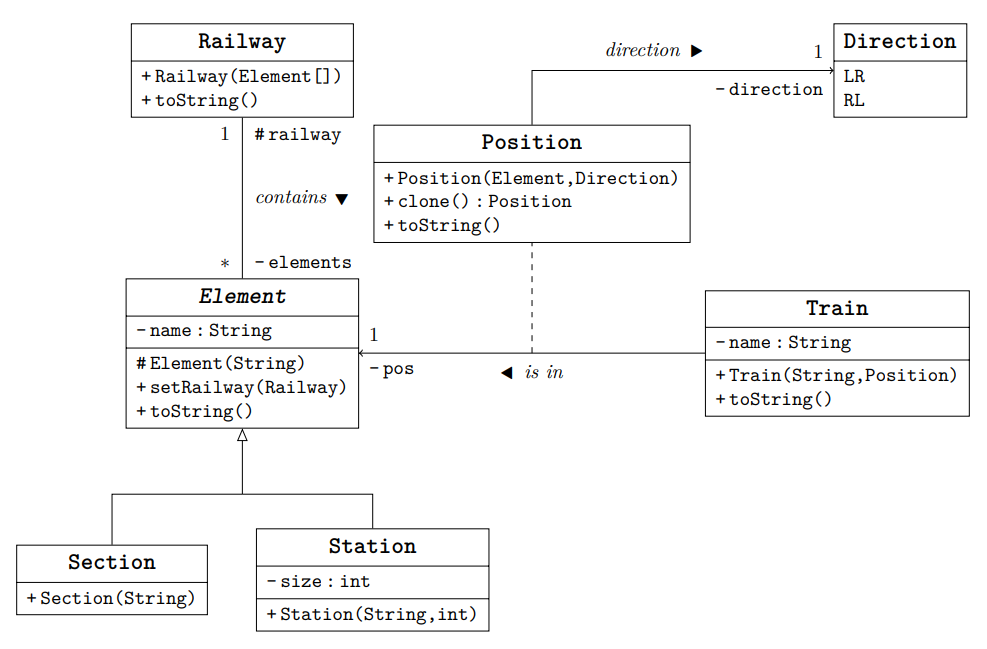 Railway
+Railway(Element[])
+toString()
direction ▶
1
-direction
Direction
LR
RL
1
#railway
contains ▼
*
-elements
Position
+Position(Element,Direction)
+clone():Position
+toString()
Element
-name:String
#Element(String)
+setRailway(Railway)
+toString()
1
-pos
◀ is in
Train
-name:String
+Train(String,Position)
+toString()
Section
+Section(String)
Station
-size:int
+Station(String,int)